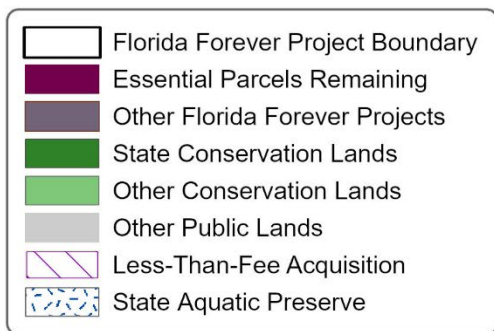 Florida Forever Project Boundary
Essential Parcels Remaining
Other Florida Forever Projects
State Conservation Lands
Other Conservation Lands
Other Public Lands
Less-Than-Fee Acquisition
State Aquatic Preserve